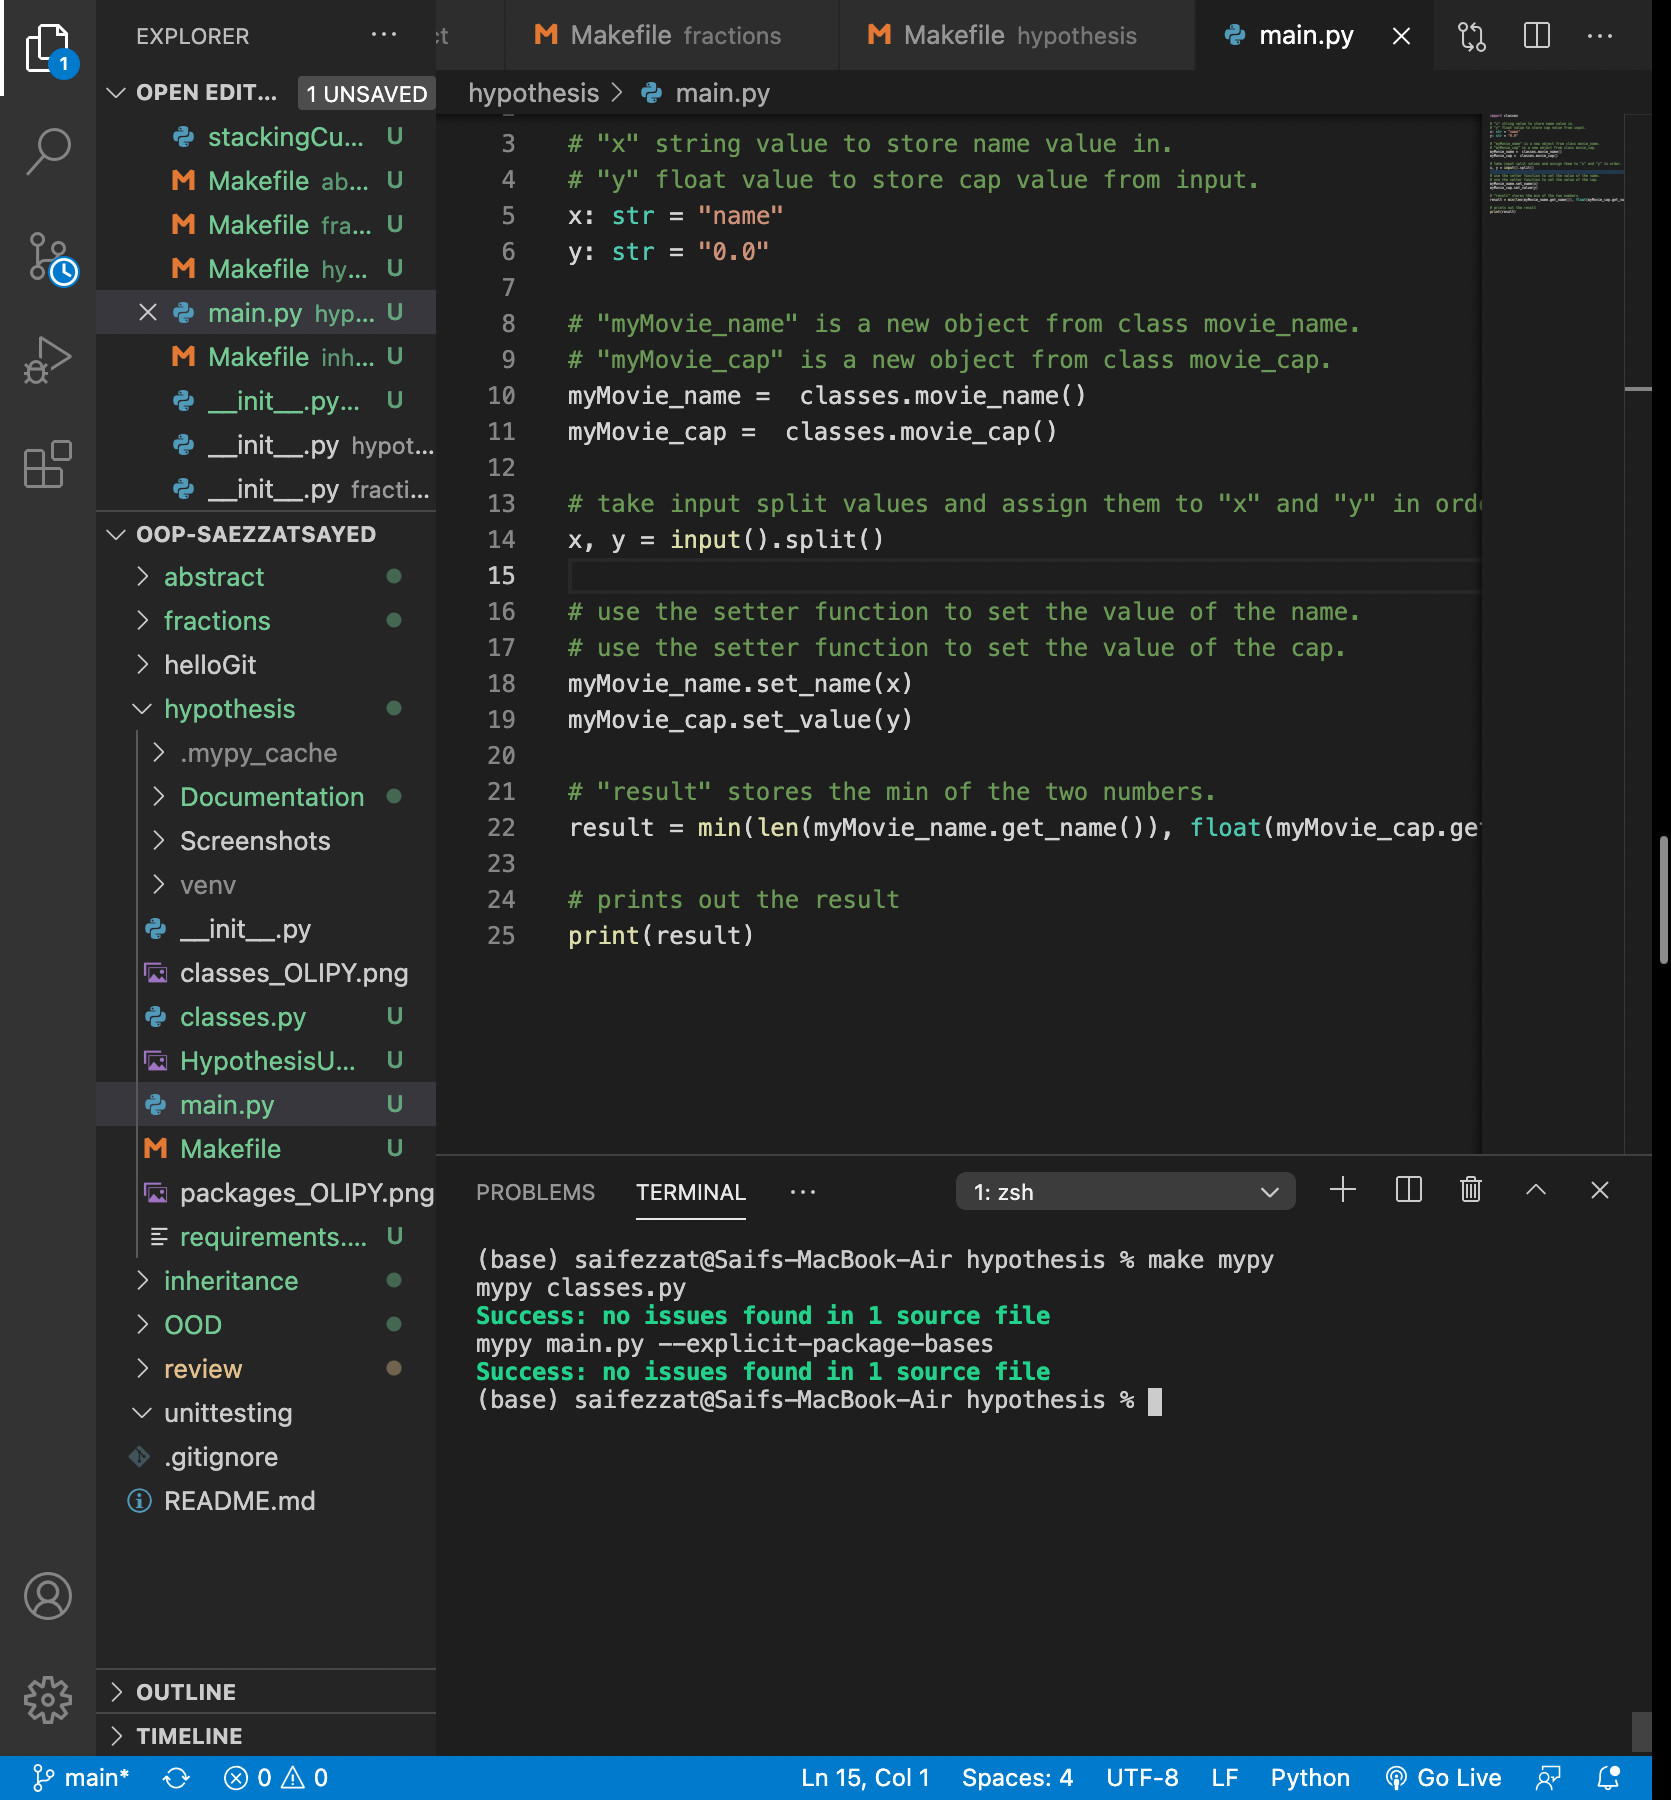 EXPLORER
ct
Makefile fractions
Makefile hypothesis
main.py
1
OPEN EDIT... 1 UNSAVED
stackingCu... U
Makefile ab... U
Makefile fra... U
Makefile hy... U
main.py hyp... U
Makefile inh... U
__init__.py... U
__init__.py hypot...
__init__.py fracti...
OOP-SAEZZATSAYED
abstract
fractions
helloGit
hypothesis
.mypy_cache
Documentation
Screenshots
venv
__init__.py
classes_OLIPY.png
classes.py U
HypothesisU... U
main.py U
Makefile U
packages_OLIPY.png
requirements.... U
inheritance
OOD
review
unittesting
.gitignore
README.md
OUTLINE
TIMELINE
hypothesis > main.py
3 # "x" string value to store name value in.
4 # "y" float value to store cap value from input.
5 x: str = "name"
6 y: str = "0.0"
7
8 # "myMovie_name" is a new object from class movie_name.
9 # "myMovie_cap" is a new object from class movie_cap.
10 myMovie_name =  classes.movie_name()
11 myMovie_cap =  classes.movie_cap()
12
13 # take input split values and assign them to "x" and "y" in orde
14 x, y = input().split()
15
16 # use the setter function to set the value of the name.
17 # use the setter function to set the value of the cap.
18 myMovie_name.set_name(x)
19 myMovie_cap.set_value(y)
20
21 # "result" stores the min of the two numbers.
22 result = min(len(myMovie_name.get_name()), float(myMovie_cap.get
23
24 # prints out the result
25 print(result)
PROBLEMS TERMINAL ... 1: zsh
(base) saifezzat@Saifs-MacBook-Air hypothesis % make mypy
mypy classes.py
Success: no issues found in 1 source file
mypy main.py --explicit-package-bases
Success: no issues found in 1 source file
(base) saifezzat@Saifs-MacBook-Air hypothesis %
main* 0 0 Ln 15, Col 1 Spaces: 4 UTF-8 LF Python Go Live